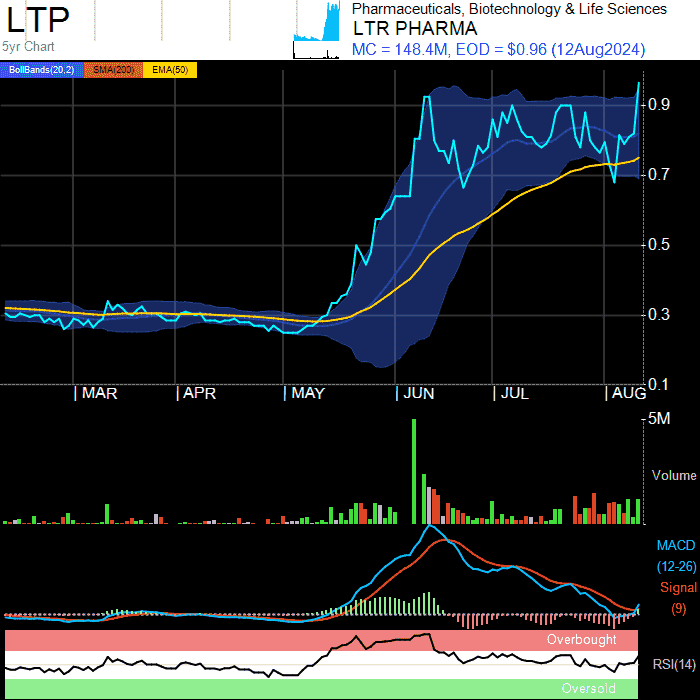 LTP
5yr Chart
Pharmaceuticals, Biotechnology & Life Sciences
LTR PHARMA
MC = 148.4M, EOD = $0.96 (12Aug2024)
BollBands(20,2) SMA(200) EMA(50)
0.9
0.7
0.5
0.3
0.1
| MAR | APR | MAY | JUN | JUL | AUG
5M
Volume
MACD
(12-26)
Signal
(9)
Overbought
RSI(14)
Oversold